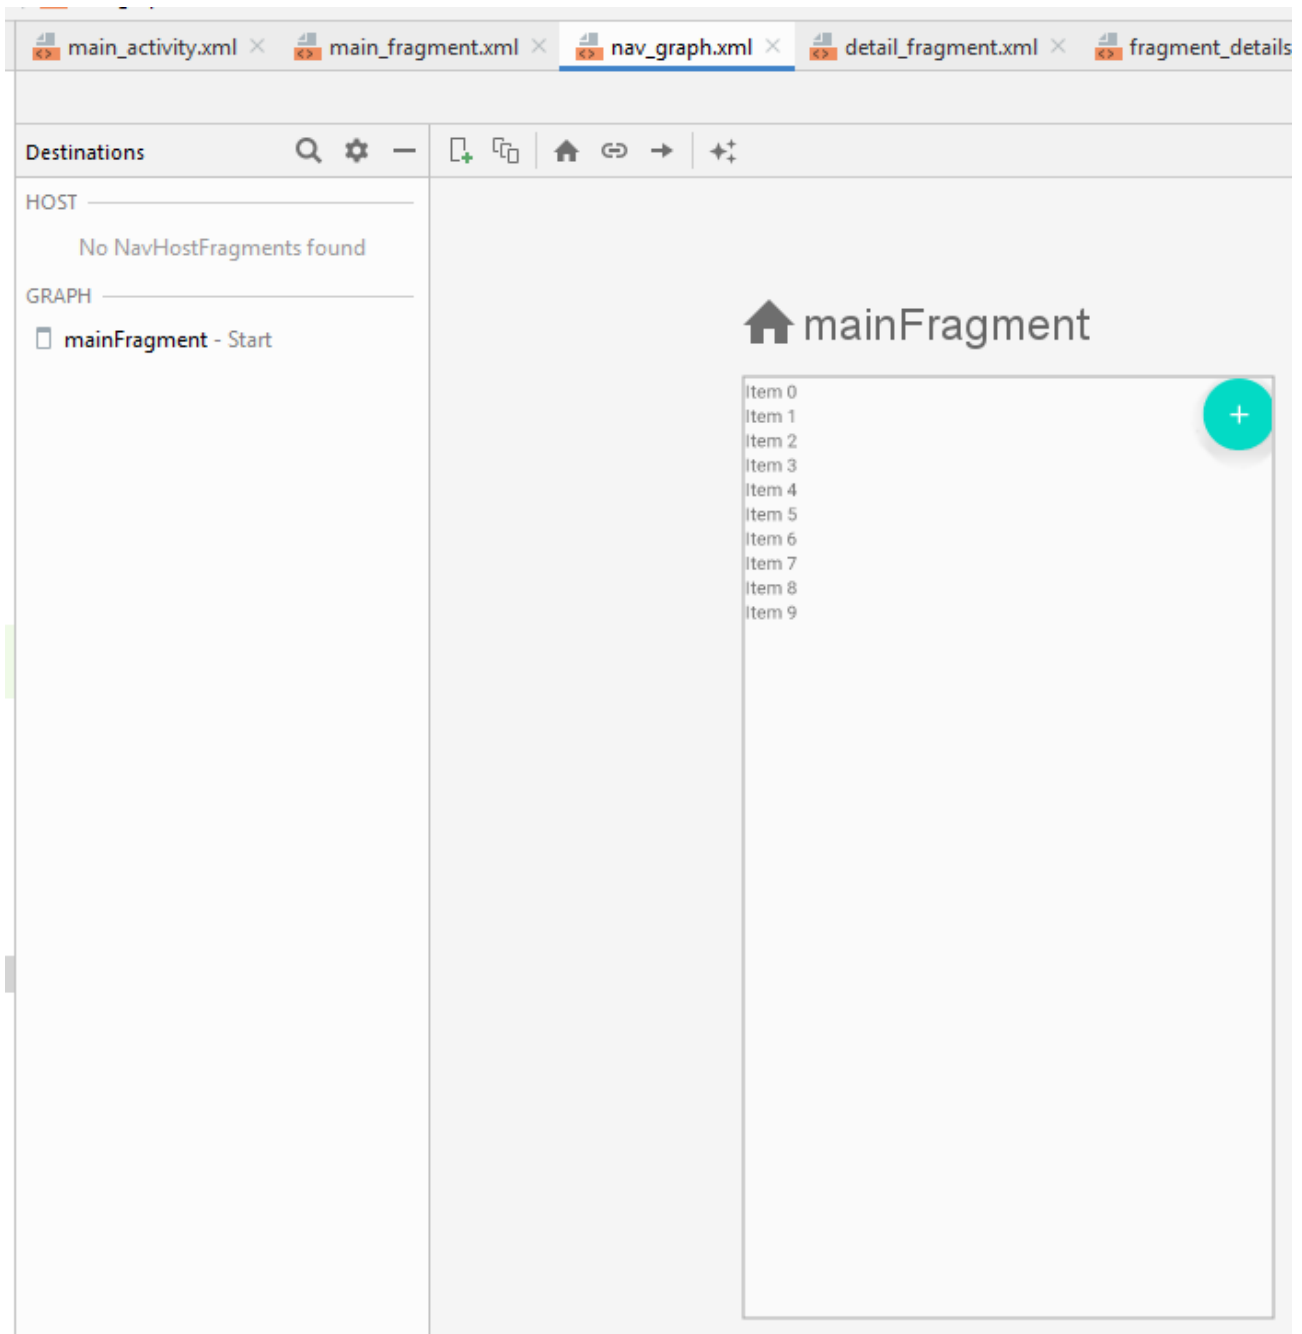 main_activity.xml main_fragment.xml nav_graph.xml detail_fragment.xml fragment_details
Destinations
HOST
No NavHostFragments found
GRAPH
mainFragment - Start
mainFragment
Item 0
Item 1
Item 2
Item 3
Item 4
Item 5
Item 6
Item 7
Item 8
Item 9